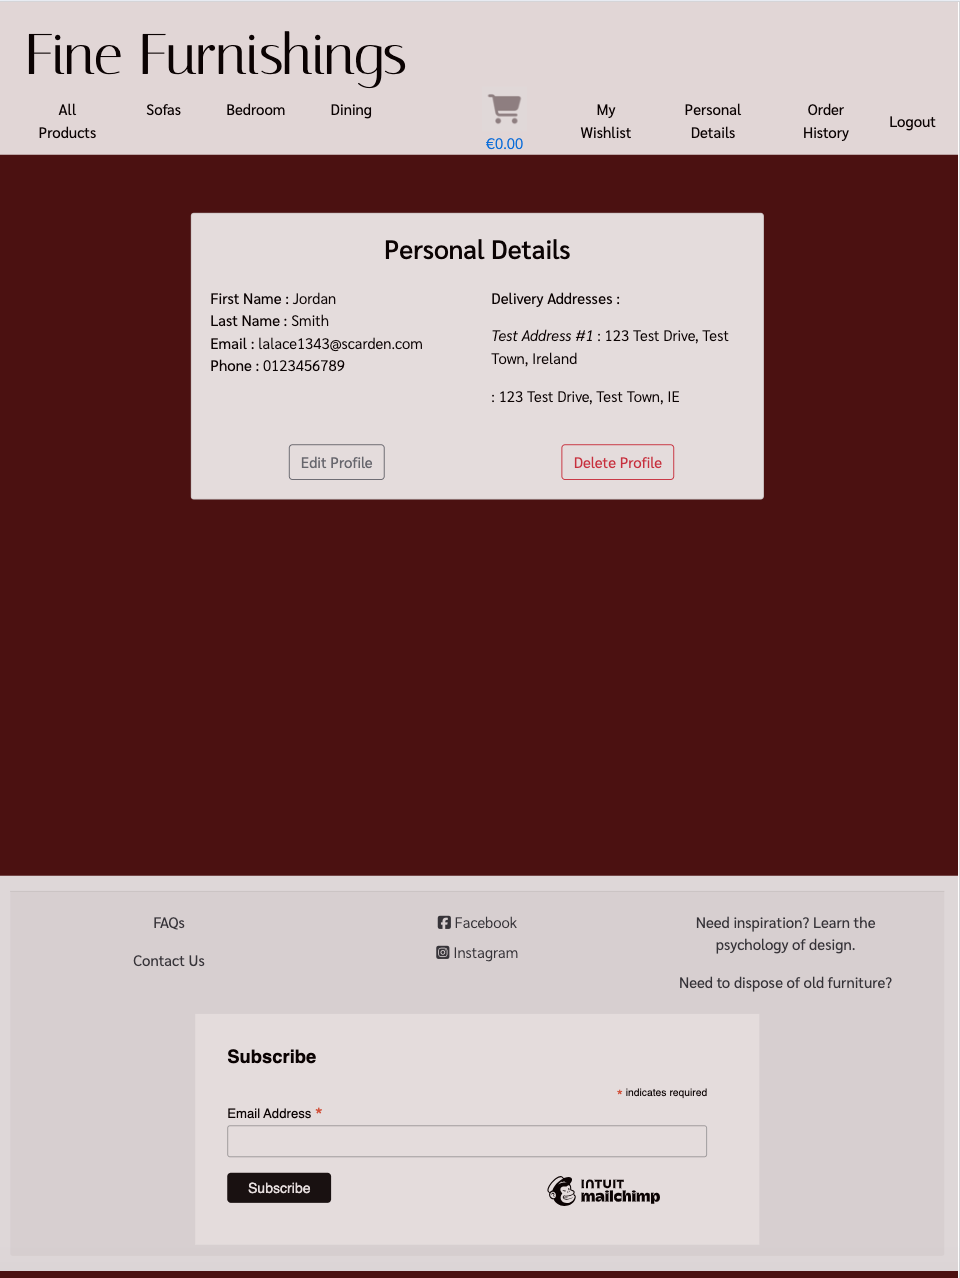 Fine Furnishings
All
Products
Sofas
Bedroom
Dining
€0.00
My
Wishlist
Personal
Details
Order
History
Logout
Personal Details
First Name : Jordan
Last Name : Smith
Email : lalace1343@scarden.com
Phone : 0123456789
Delivery Addresses :
Test Address #1 : 123 Test Drive, Test
Town, Ireland
: 123 Test Drive, Test Town, IE
Edit Profile
Delete Profile
FAQs
Contact Us
Facebook
Instagram
Need inspiration? Learn the
psychology of design.
Need to dispose of old furniture?
Subscribe
* indicates required
Email Address *
Subscribe
INTUIT
mailchimp